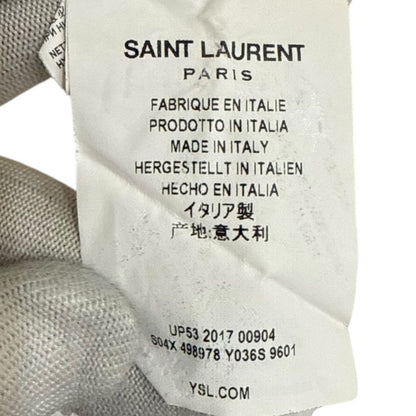 SAINT LAURENT
PARIS
FABRIQUE EN ITALIE
PRODOTTO IN ITALIA
MADE IN ITALY
HERGESTELLT IN ITALIEN
HECHO EN ITALIA
イタリア製
产地:意大利
UP53 2017 00904
S04X 498978 Y036S 9601
YSL.COM